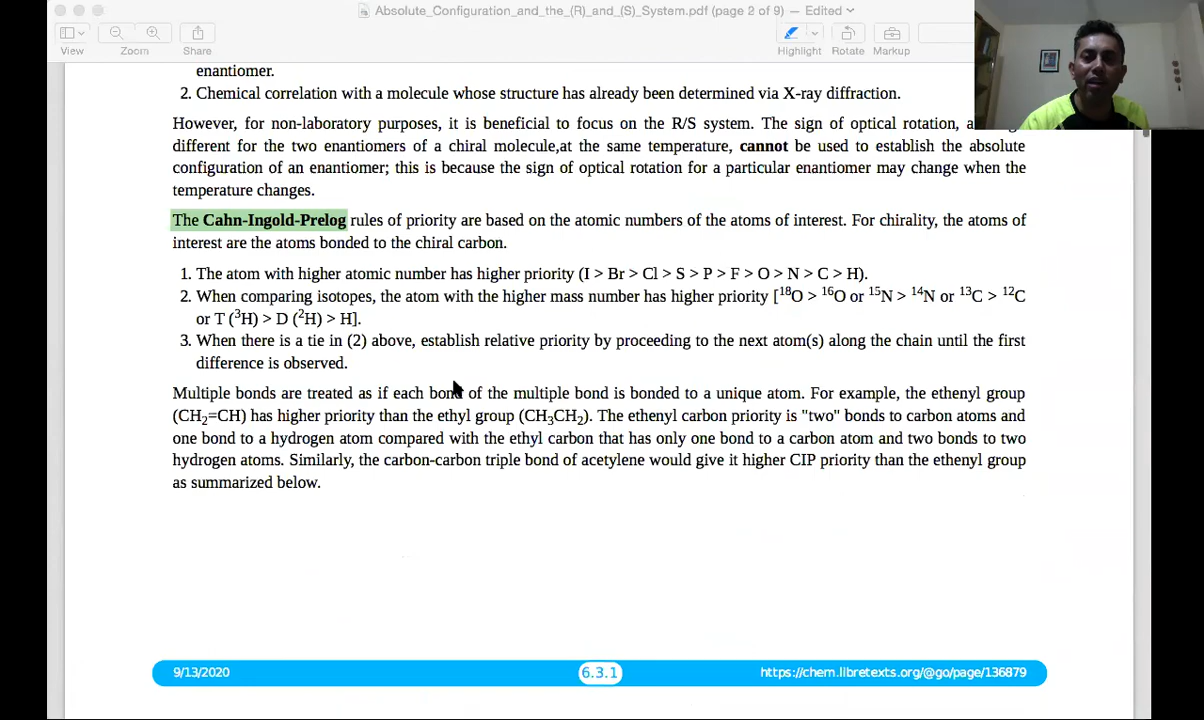 Absolute_Configuration_and_the_(R)_and_(S)_System.pdf (page 2 of 9) — Edited
View Zoom Share Highlight Rotate Markup
enantiomer.
2. Chemical correlation with a molecule whose structure has already been determined via X-ray diffraction.
However, for non-laboratory purposes, it is beneficial to focus on the R/S system. The sign of optical rotation,
different for the two enantiomers of a chiral molecule,at the same temperature, cannot be used to establish the absolute
configuration of an enantiomer; this is because the sign of optical rotation for a particular enantiomer may change when the
temperature changes.
The Cahn-Ingold-Prelog rules of priority are based on the atomic numbers of the atoms of interest. For chirality, the atoms of
interest are the atoms bonded to the chiral carbon.
1. The atom with higher atomic number has higher priority (I > Br > Cl > S > P > F > O > N > C > H).
2. When comparing isotopes, the atom with the higher mass number has higher priority [¹⁸O > ¹⁶O or ¹⁵N > ¹⁴N or ¹³C > ¹²C
or T (³H) > D (²H) > H].
3. When there is a tie in (2) above, establish relative priority by proceeding to the next atom(s) along the chain until the first
difference is observed.
Multiple bonds are treated as if each bond of the multiple bond is bonded to a unique atom. For example, the ethenyl group
(CH₂=CH) has higher priority than the ethyl group (CH₃CH₂). The ethenyl carbon priority is "two" bonds to carbon atoms and
one bond to a hydrogen atom compared with the ethyl carbon that has only one bond to a carbon atom and two bonds to two
hydrogen atoms. Similarly, the carbon-carbon triple bond of acetylene would give it higher CIP priority than the ethenyl group
as summarized below.
9/13/2020 6.3.1 https://chem.libretexts.org/@go/page/136879